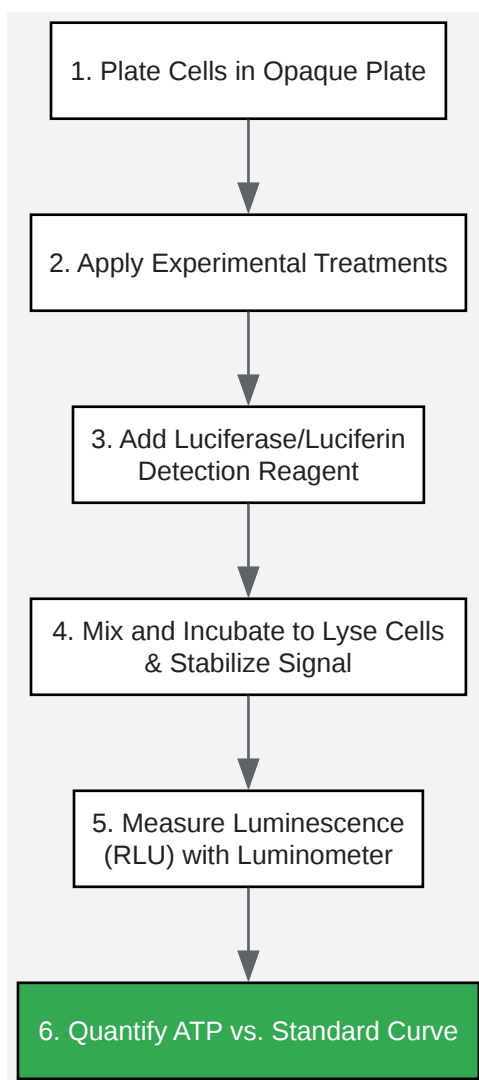 1. Plate Cells in Opaque Plate
2. Apply Experimental Treatments
3. Add Luciferase/Luciferin
Detection Reagent
4. Mix and Incubate to Lyse Cells
& Stabilize Signal
5. Measure Luminescence
(RLU) with Luminometer
6. Quantify ATP vs. Standard Curve